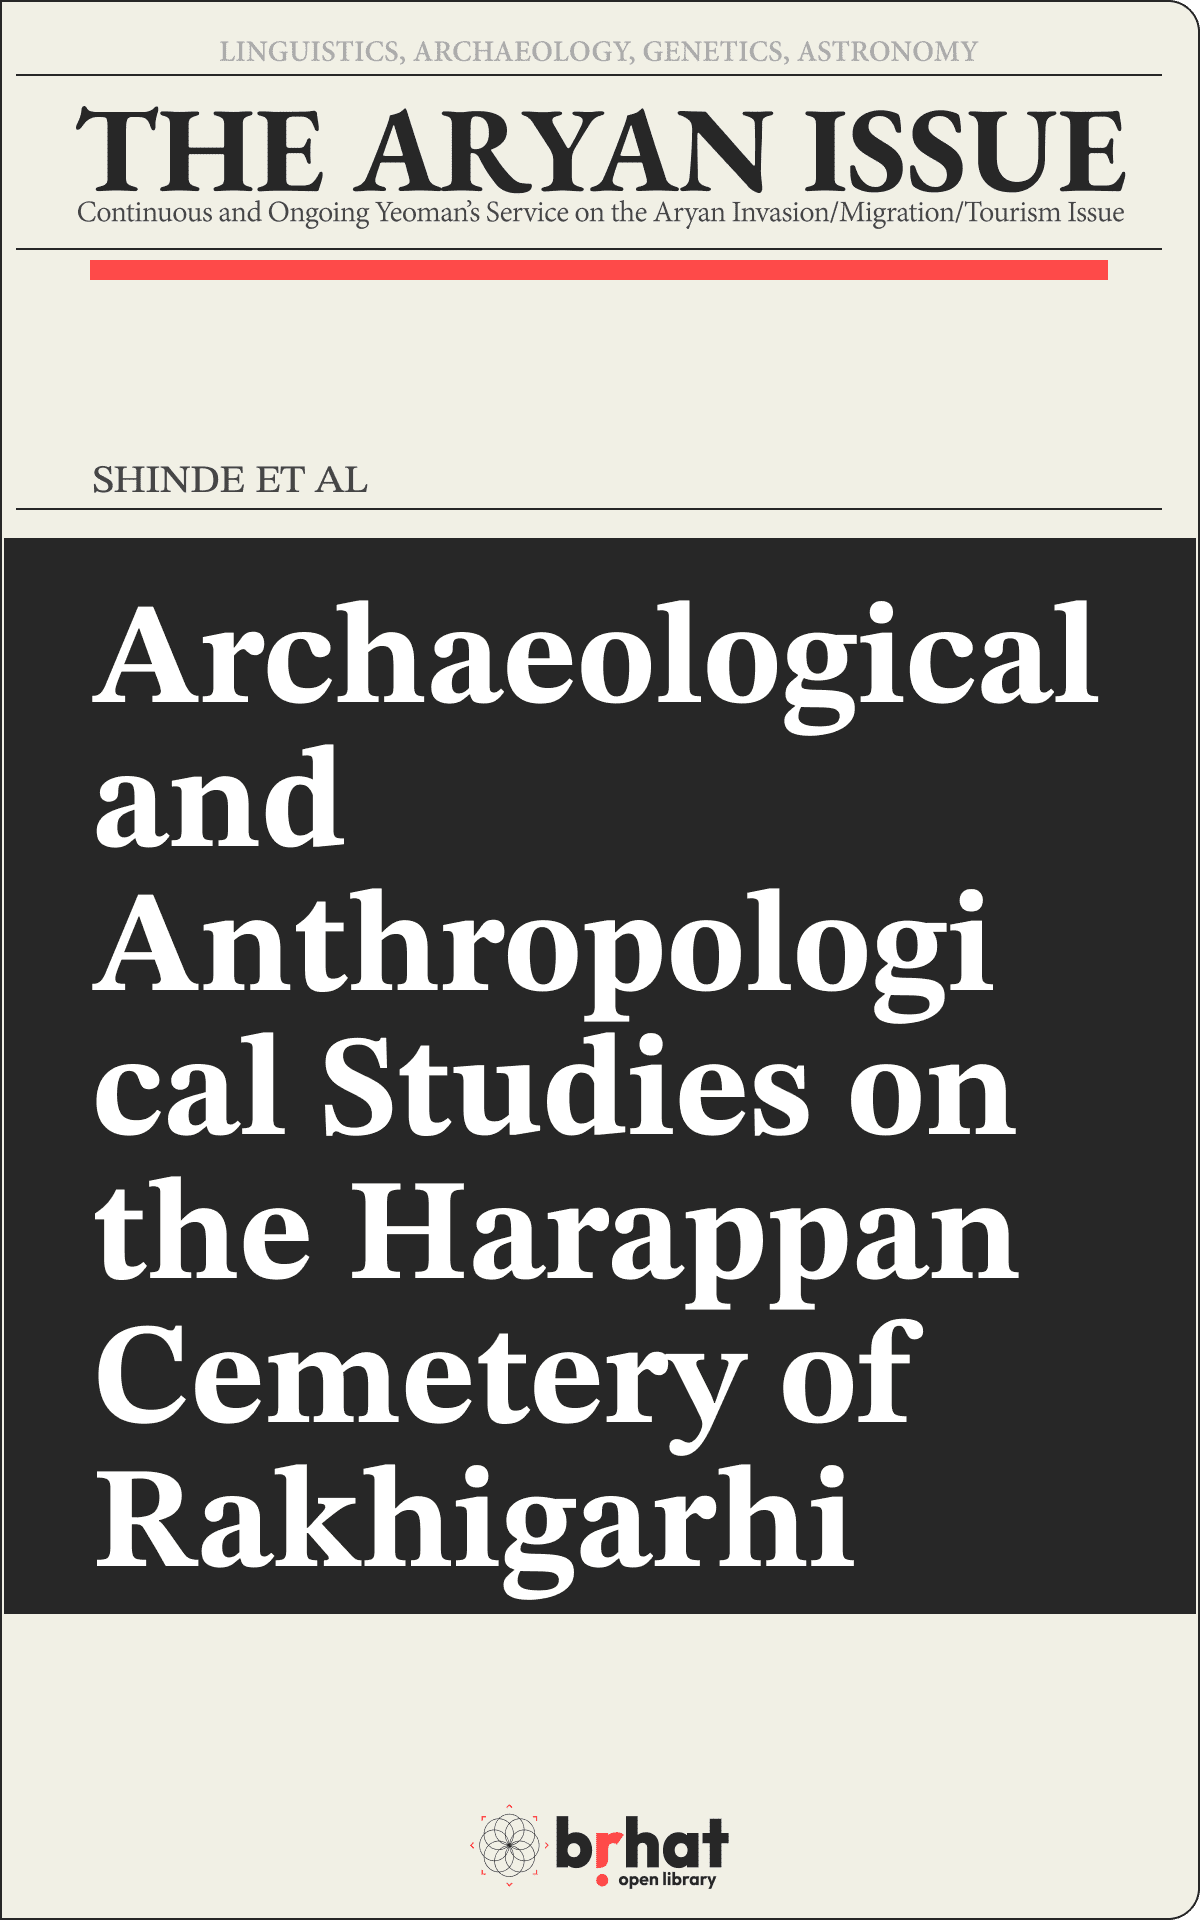 LINGUISTICS, ARCHAEOLOGY, GENETICS, ASTRONOMY
THE ARYAN ISSUE
Continuous and Ongoing Yeoman's Service on the Aryan Invasion/Migration/Tourism Issue
SHINDE ET AL
Archaeological
and
Anthropologi
cal Studies on
the Harappan
Cemetery of
Rakhigarhi
bṛhat
open library